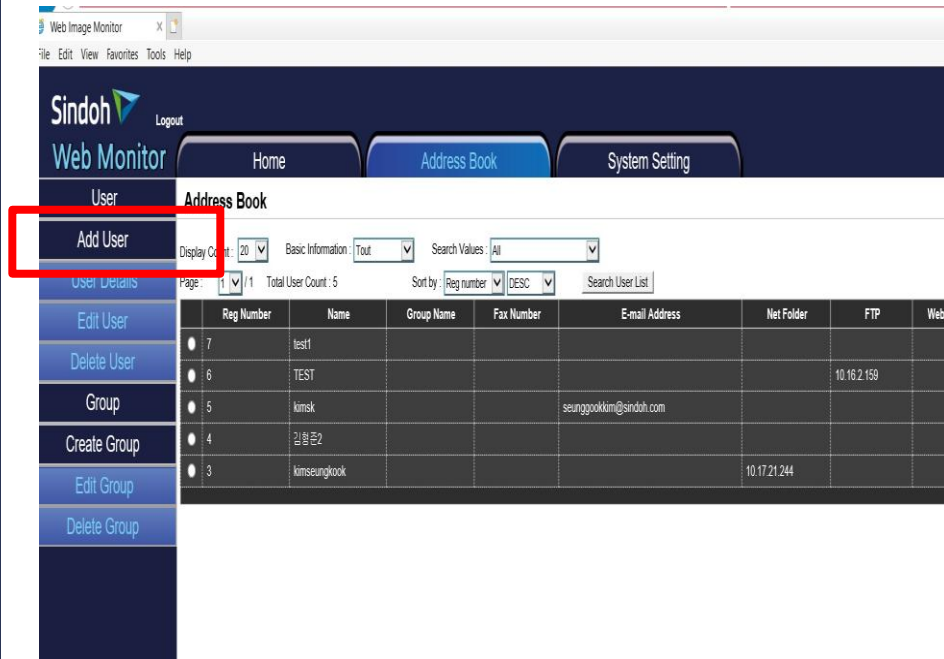 Web Image Monitor
File Edit View Favorites Tools Help
Sindoh
Logout
Web Monitor
Home
Address Book
System Setting
User
Add User
User Details
Edit User
Delete User
Group
Create Group
Edit Group
Delete Group
Address Book
Display Count : 20 Basic Information : Tout Search Values : All
Page : 1 / 1 Total User Count : 5 Sort by : Reg number DESC Search User List
Reg Number Name Group Name Fax Number E-mail Address Net Folder FTP Web
7 test1
6 TEST 10.16.2.159
5 kimsk seunggookkim@sindoh.com
4 김형준2
3 kimseungkook 10.17.21.244